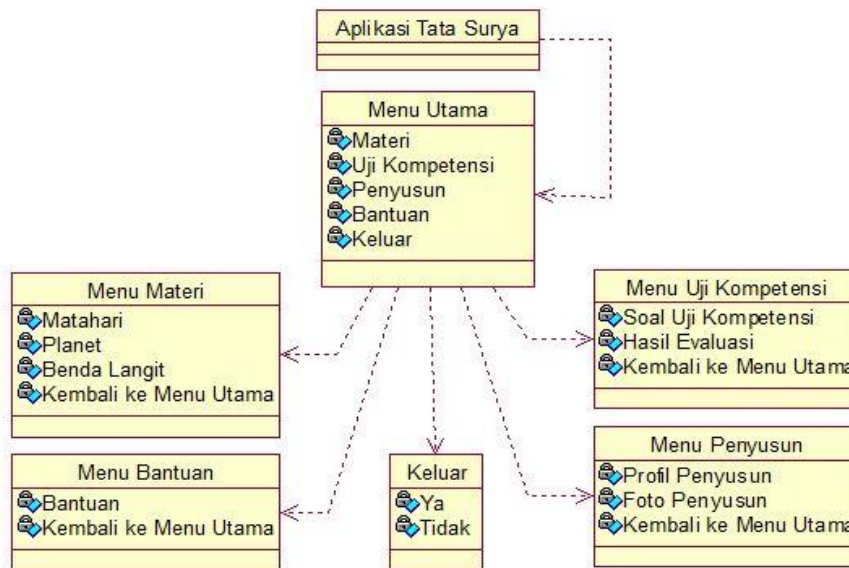 Aplikasi Tata Surya
Menu Utama
Materi
Uji Kompetensi
Penyusun
Bantuan
Keluar
Menu Materi
Matahari
Planet
Benda Langit
Kembali ke Menu Utama
Menu Uji Kompetensi
Soal Uji Kompetensi
Hasil Evaluasi
Kembali ke Menu Utama
Menu Bantuan
Bantuan
Kembali ke Menu Utama
Keluar
Ya
Tidak
Menu Penyusun
Profil Penyusun
Foto Penyusun
Kembali ke Menu Utama